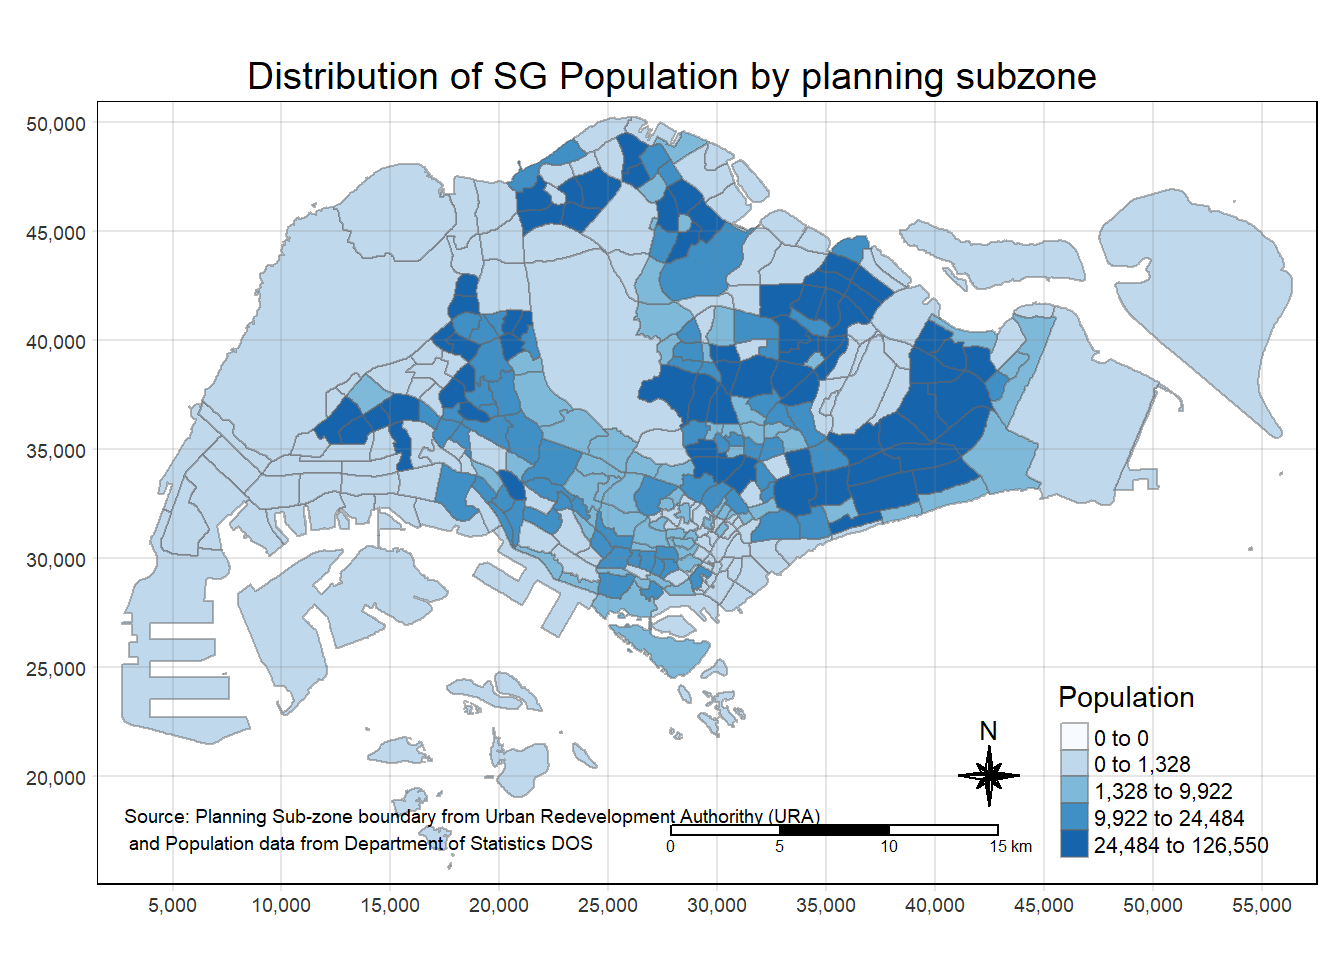 Distribution of SG Population by planning subzone
50,000
45,000
40,000
35,000
30,000
25,000
20,000
Population
0 to 0
0 to 1,328
1,328 to 9,922
9,922 to 24,484
24,484 to 126,550
N
Source: Planning Sub-zone boundary from Urban Redevelopment Authorithy (URA)
and Population data from Department of Statistics DOS
0 5 10 15 km
5,000 10,000 15,000 20,000 25,000 30,000 35,000 40,000 45,000 50,000 55,000